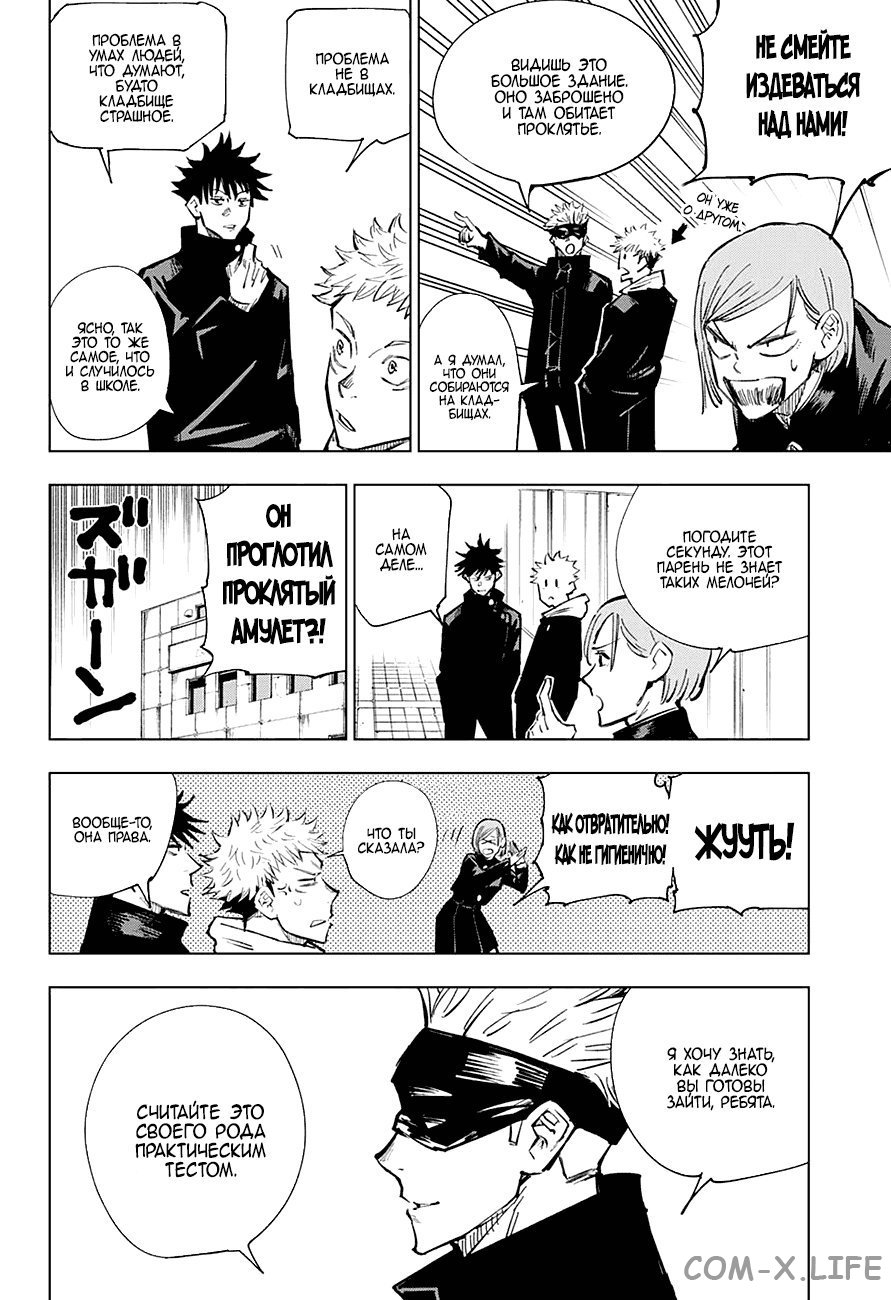 НЕ СМЕЙТЕ
ИЗДЕВАТЬСЯ
НАД НАМИ!
ВИДИШЬ ЭТО
БОЛЬШОЕ ЗДАНИЕ.
ОНО ЗАБРОШЕНО
И ТАМ ОБИТАЕТ
ПРОКЛЯТЬЕ.
ОН УЖЕ
О ДРУГОМ...
А Я ДУМАЛ,
ЧТО ОНИ
СОБИРАЮТСЯ
НА КЛАД-
БИЩАХ.
ПРОБЛЕМА
НЕ В
КЛАДБИЩАХ.
ПРОБЛЕМА В
УМАХ ЛЮДЕЙ,
ЧТО ДУМАЮТ,
БУДТО
КЛАДБИЩЕ
СТРАШНОЕ.
ЯСНО, ТАК
ЭТО ТО ЖЕ
САМОЕ, ЧТО
И СЛУЧИЛОСЬ
В ШКОЛЕ.
ПОГОДИТЕ
СЕКУНДУ. ЭТОТ
ПАРЕНЬ НЕ ЗНАЕТ
ТАКИХ МЕЛОЧЕЙ?
НА
САМОМ
ДЕЛЕ...
ОН
ПРОГЛОТИЛ
ПРОКЛЯТЫЙ
АМУЛЕТ?!
ズガーン
ЖУУТЬ!
КАК ОТВРАТИТЕЛЬНО!
КАК НЕ ГИГИЕНИЧНО!
ЧТО ТЫ
СКАЗАЛА?
ВООБЩЕ-ТО,
ОНА ПРАВА.
Я ХОЧУ ЗНАТЬ,
КАК ДАЛЕКО
ВЫ ГОТОВЫ
ЗАЙТИ, РЕБЯТА.
СЧИТАЙТЕ ЭТО
СВОЕГО РОДА
ПРАКТИЧЕСКИМ
ТЕСТОМ.
COM-X.LIFE